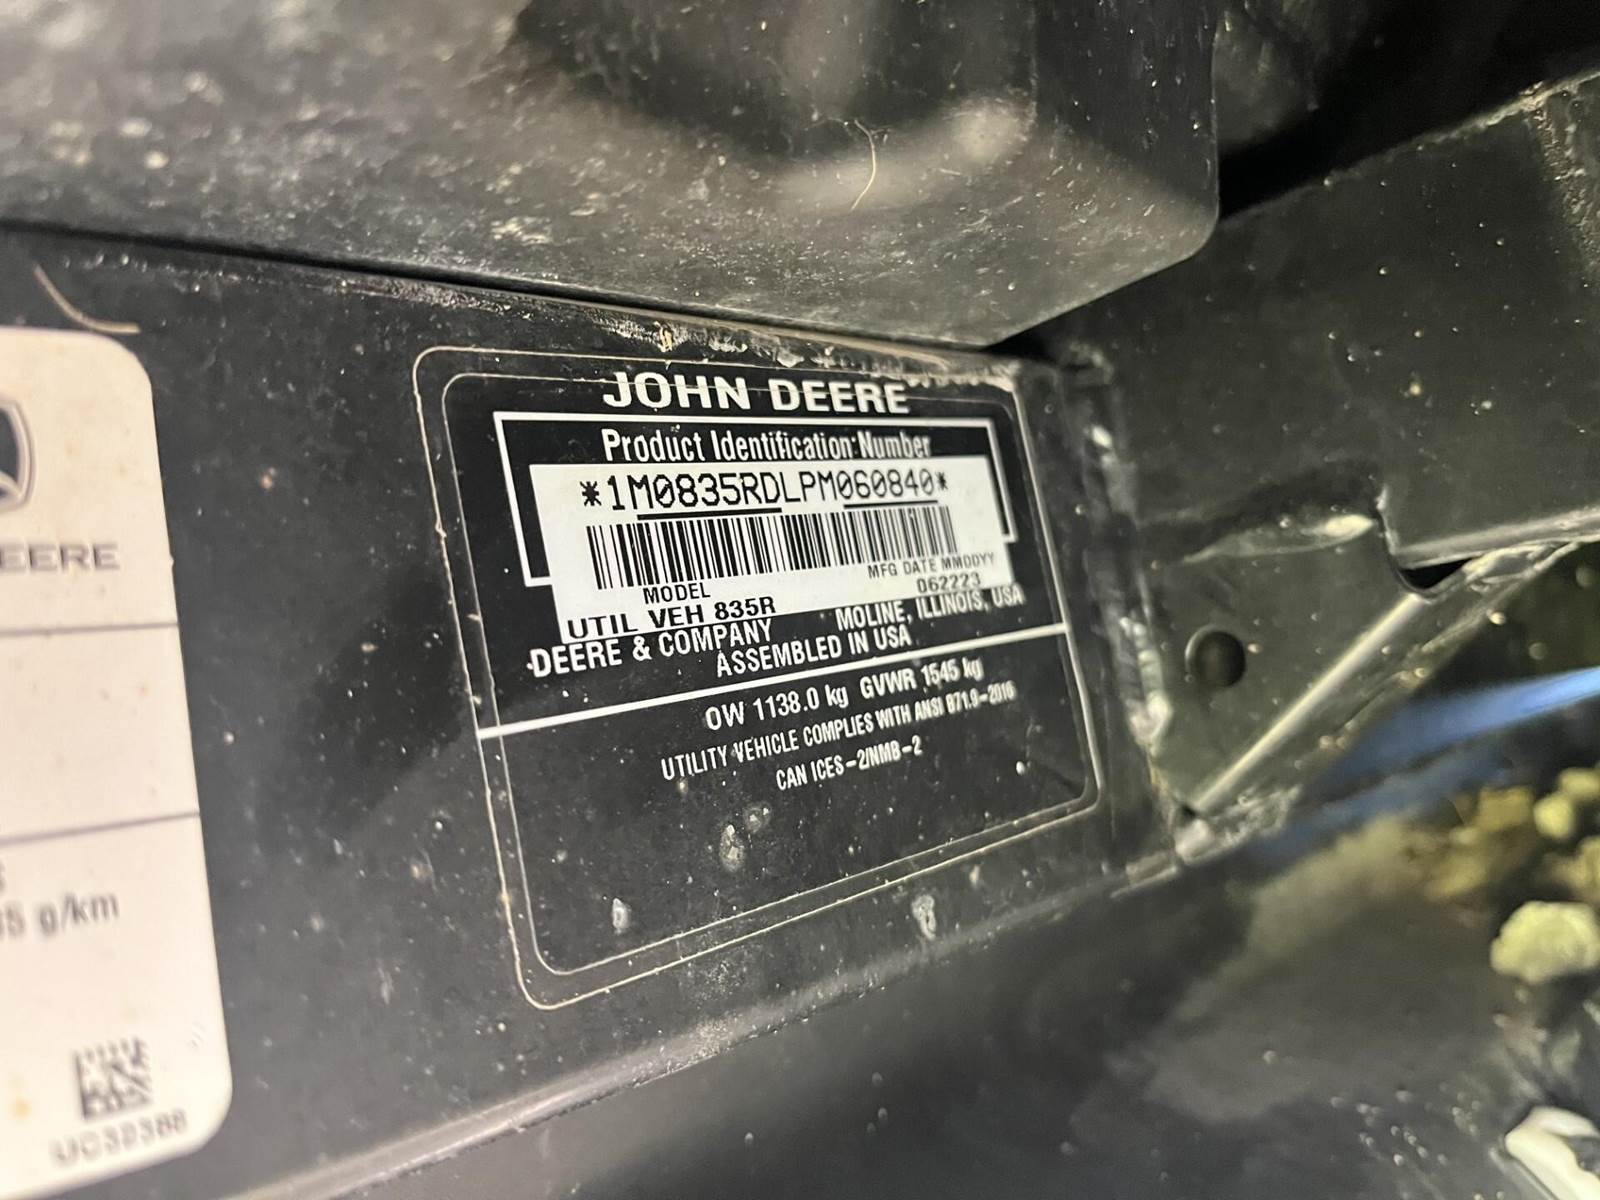 JOHN DEERE
Product Identification Number
*1M0835RDLPM060840*
MODEL
MFG DATE MMDDYY
UTIL VEH 835R
062223
DEERE & COMPANY
MOLINE, ILLINOIS, USA
ASSEMBLED IN USA
OW 1138.0 kg GVWR 1545 kg
UTILITY VEHICLE COMPLIES WITH ANSI B71.9-2016
CAN ICES-2/NMB-2
EERE
g/km
UC32388